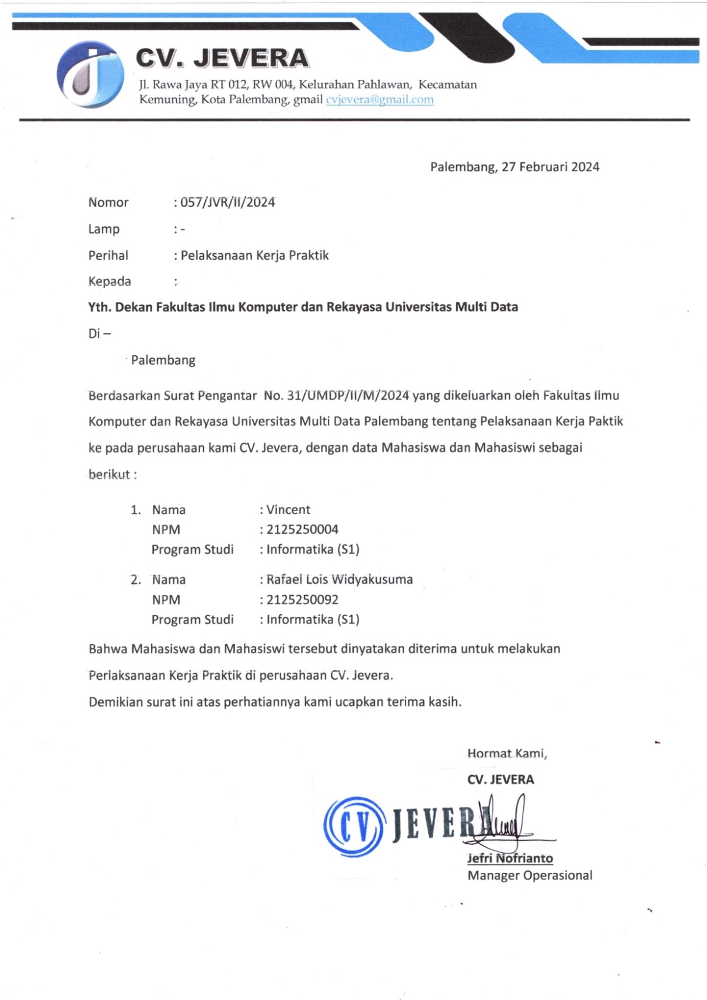 CV. JEVERA
Jl. Rawa Jaya RT 012, RW 004, Kelurahan Pahlawan, Kecamatan
Kemuning, Kota Palembang, gmail cvjevera@gmail.com
Palembang, 27 Februari 2024
Nomor : 057/JVR/II/2024
Lamp : -
Perihal : Pelaksanaan Kerja Praktik
Kepada :
Yth. Dekan Fakultas Ilmu Komputer dan Rekayasa Universitas Multi Data
Di –
Palembang
Berdasarkan Surat Pengantar No. 31/UMDP/II/M/2024 yang dikeluarkan oleh Fakultas Ilmu
Komputer dan Rekayasa Universitas Multi Data Palembang tentang Pelaksanaan Kerja Paktik
ke pada perusahaan kami CV. Jevera, dengan data Mahasiswa dan Mahasiswi sebagai
berikut :
1. Nama : Vincent
NPM : 2125250004
Program Studi : Informatika (S1)
2. Nama : Rafael Lois Widyakusuma
NPM : 2125250092
Program Studi : Informatika (S1)
Bahwa Mahasiswa dan Mahasiswi tersebut dinyatakan diterima untuk melakukan
Perlaksanaan Kerja Praktik di perusahaan CV. Jevera.
Demikian surat ini atas perhatiannya kami ucapkan terima kasih.
Hormat Kami,
CV. JEVERA
CV JEVERA
Jefri Nofrianto
Manager Operasional